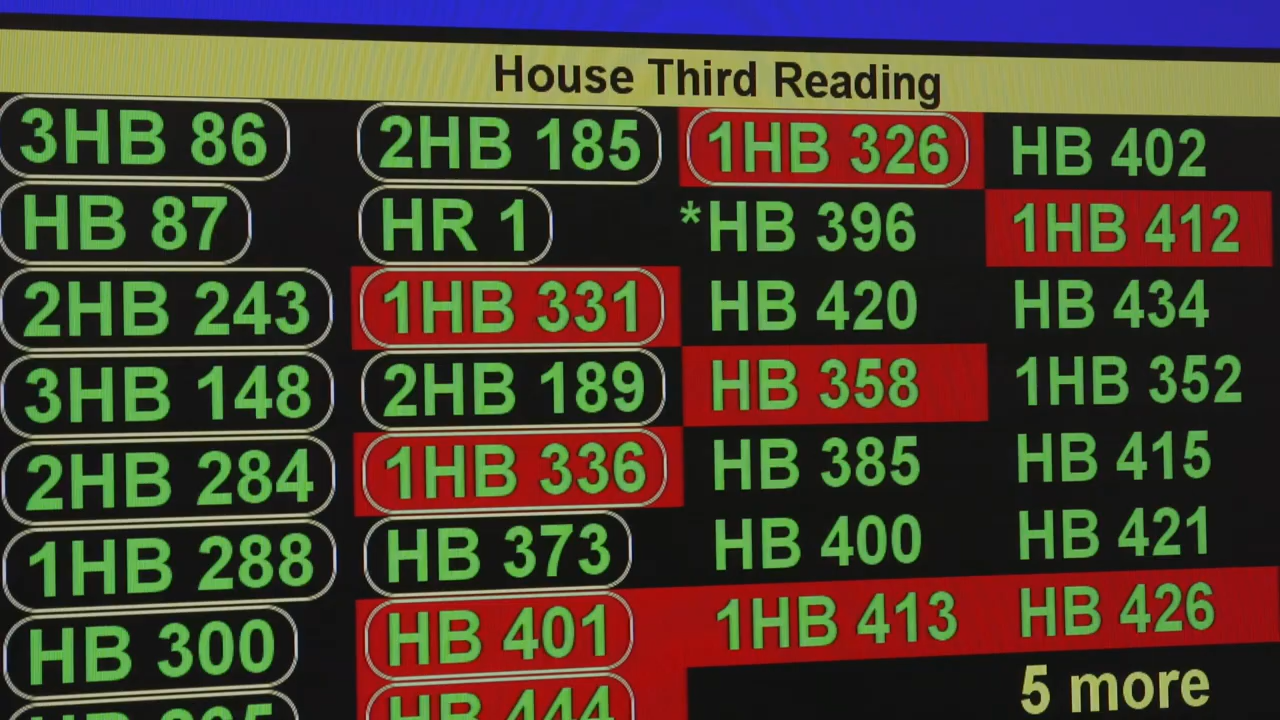 House Third Reading
3HB 86
HB 87
2HB 243
3HB 148
2HB 284
1HB 288
HB 300
2HB 185
HR 1
1HB 331
2HB 189
1HB 336
HB 373
HB 401
HB 444
1HB 326
*HB 396
HB 420
HB 358
HB 385
HB 400
1HB 413
HB 402
1HB 412
HB 434
1HB 352
HB 415
HB 421
HB 426
5 more